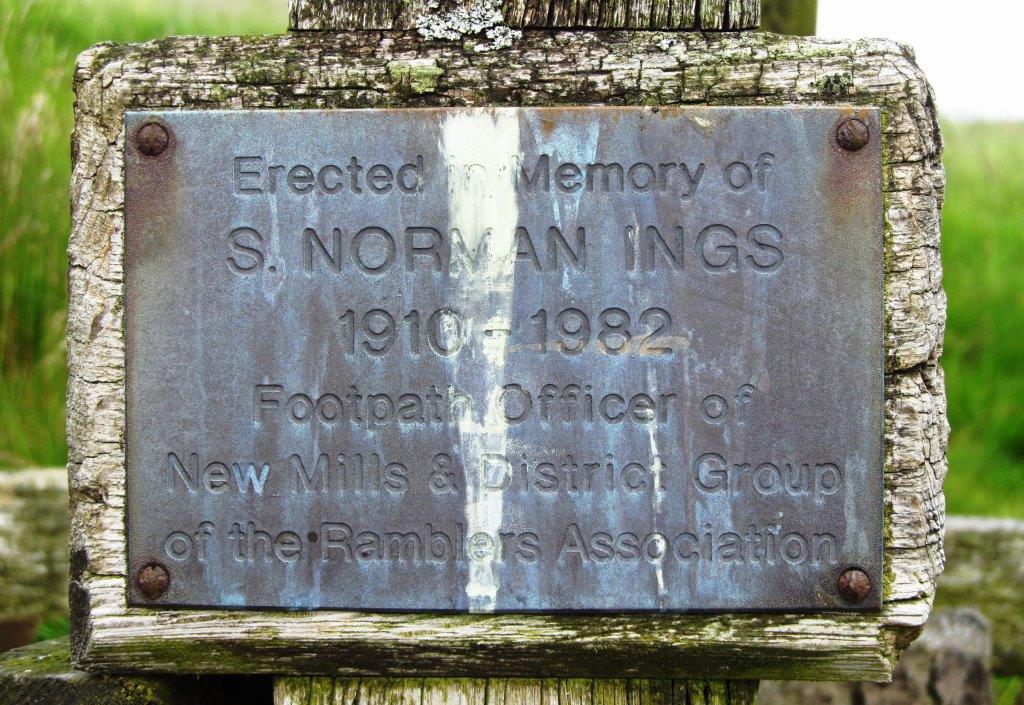 Erected in Memory of
S. NORMAN INGS
1910 - 1982
Footpath Officer of
New Mills & District Group
of the Ramblers Association